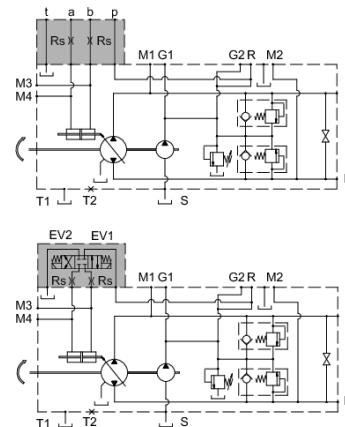 t a b p
Rs Rs
M1 G1 G2 R M2
M3
M4
T1 T2 S
EV2 EV1
M1 G1 G2 R M2
Rs Rs
M3
M4
T1 T2 S